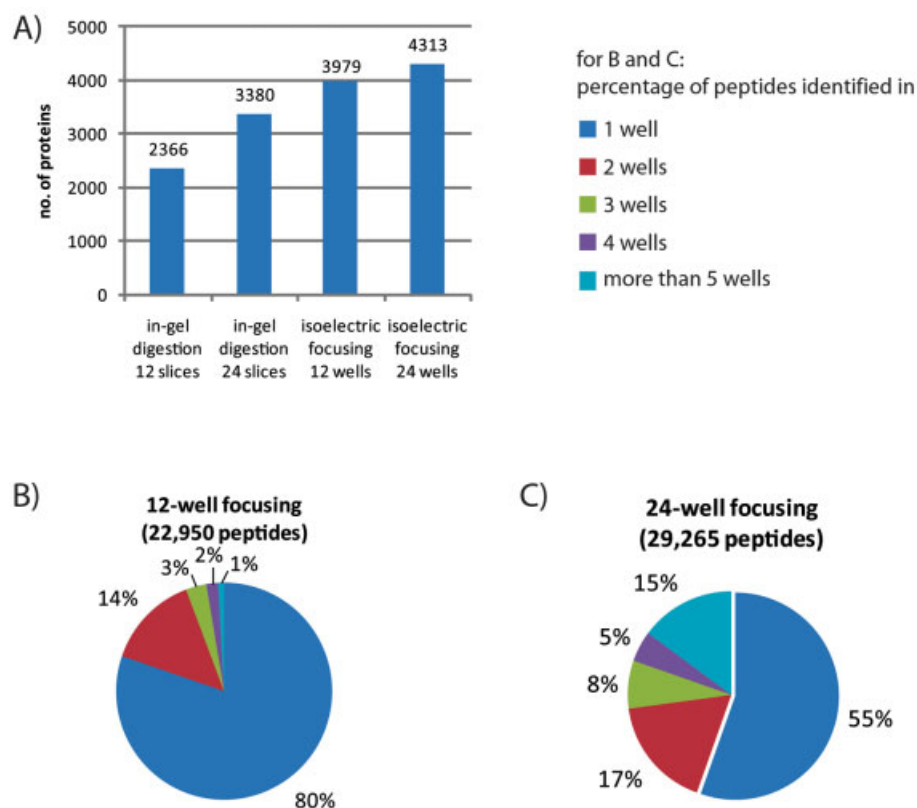 A)
5000
4000
3000
2000
1000
0
no. of proteins
2366
3380
3979
4313
in-gel
digestion
12 slices
in-gel
digestion
24 slices
isoelectric
focusing
12 wells
isoelectric
focusing
24 wells
for B and C:
percentage of peptides identified in
1 well
2 wells
3 wells
4 wells
more than 5 wells
B)
12-well focusing
(22,950 peptides)
2%
3%
1%
14%
80%
C)
24-well focusing
(29,265 peptides)
15%
5%
8%
55%
17%